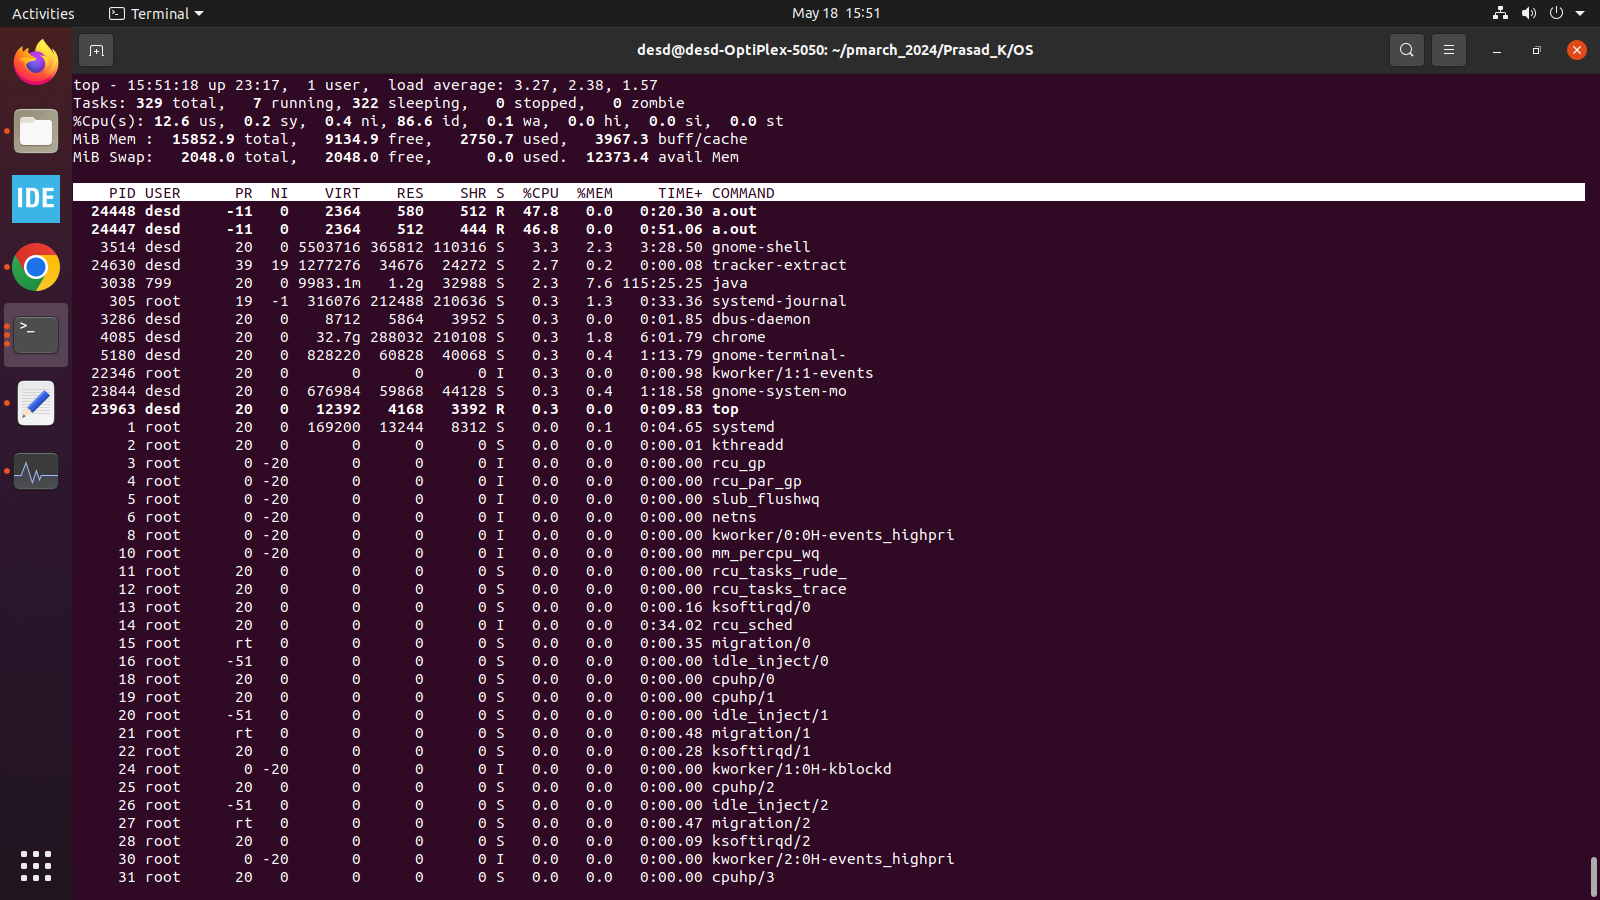 Activities Terminal May 18 15:51
desd@desd-OptiPlex-5050: ~/pmarch_2024/Prasad_K/OS
IDE
>_
top - 15:51:18 up 23:17,  1 user,  load average: 3.27, 2.38, 1.57
Tasks: 329 total,   7 running, 322 sleeping,   0 stopped,   0 zombie
%Cpu(s): 12.6 us,  0.2 sy,  0.4 ni, 86.6 id,  0.1 wa,  0.0 hi,  0.0 si,  0.0 st
MiB Mem :  15852.9 total,   9134.9 free,   2750.7 used,   3967.3 buff/cache
MiB Swap:   2048.0 total,   2048.0 free,      0.0 used.  12373.4 avail Mem
PID USER PR NI VIRT RES SHR S %CPU %MEM TIME+ COMMAND
24448 desd -11 0 2364 580 512 R 47.8 0.0 0:20.30 a.out
24447 desd -11 0 2364 512 444 R 46.8 0.0 0:51.06 a.out
3514 desd 20 0 5503716 365812 110316 S 3.3 2.3 3:28.50 gnome-shell
24630 desd 39 19 1277276 34676 24272 S 2.7 0.2 0:00.08 tracker-extract
3038 799 20 0 9983.1m 1.2g 32988 S 2.3 7.6 115:25.25 java
305 root 19 -1 316076 212488 210636 S 0.3 1.3 0:33.36 systemd-journal
3286 desd 20 0 8712 5864 3952 S 0.3 0.0 0:01.85 dbus-daemon
4085 desd 20 0 32.7g 288032 210108 S 0.3 1.8 6:01.79 chrome
5180 desd 20 0 828220 60828 40068 S 0.3 0.4 1:13.79 gnome-terminal-
22346 root 20 0 0 0 0 I 0.3 0.0 0:00.98 kworker/1:1-events
23844 desd 20 0 676984 59868 44128 S 0.3 0.4 1:18.58 gnome-system-mo
23963 desd 20 0 12392 4168 3392 R 0.3 0.0 0:09.83 top
1 root 20 0 169200 13244 8312 S 0.0 0.1 0:04.65 systemd
2 root 20 0 0 0 0 S 0.0 0.0 0:00.01 kthreadd
3 root 0 -20 0 0 0 I 0.0 0.0 0:00.00 rcu_gp
4 root 0 -20 0 0 0 I 0.0 0.0 0:00.00 rcu_par_gp
5 root 0 -20 0 0 0 I 0.0 0.0 0:00.00 slub_flushwq
6 root 0 -20 0 0 0 I 0.0 0.0 0:00.00 netns
8 root 0 -20 0 0 0 I 0.0 0.0 0:00.00 kworker/0:0H-events_highpri
10 root 0 -20 0 0 0 I 0.0 0.0 0:00.00 mm_percpu_wq
11 root 20 0 0 0 0 S 0.0 0.0 0:00.00 rcu_tasks_rude_
12 root 20 0 0 0 0 S 0.0 0.0 0:00.00 rcu_tasks_trace
13 root 20 0 0 0 0 S 0.0 0.0 0:00.16 ksoftirqd/0
14 root 20 0 0 0 0 I 0.0 0.0 0:34.02 rcu_sched
15 root rt 0 0 0 0 S 0.0 0.0 0:00.35 migration/0
16 root -51 0 0 0 0 S 0.0 0.0 0:00.00 idle_inject/0
18 root 20 0 0 0 0 S 0.0 0.0 0:00.00 cpuhp/0
19 root 20 0 0 0 0 S 0.0 0.0 0:00.00 cpuhp/1
20 root -51 0 0 0 0 S 0.0 0.0 0:00.00 idle_inject/1
21 root rt 0 0 0 0 S 0.0 0.0 0:00.48 migration/1
22 root 20 0 0 0 0 S 0.0 0.0 0:00.28 ksoftirqd/1
24 root 0 -20 0 0 0 I 0.0 0.0 0:00.00 kworker/1:0H-kblockd
25 root 20 0 0 0 0 S 0.0 0.0 0:00.00 cpuhp/2
26 root -51 0 0 0 0 S 0.0 0.0 0:00.00 idle_inject/2
27 root rt 0 0 0 0 S 0.0 0.0 0:00.47 migration/2
28 root 20 0 0 0 0 S 0.0 0.0 0:00.09 ksoftirqd/2
30 root 0 -20 0 0 0 I 0.0 0.0 0:00.00 kworker/2:0H-events_highpri
31 root 20 0 0 0 0 S 0.0 0.0 0:00.00 cpuhp/3